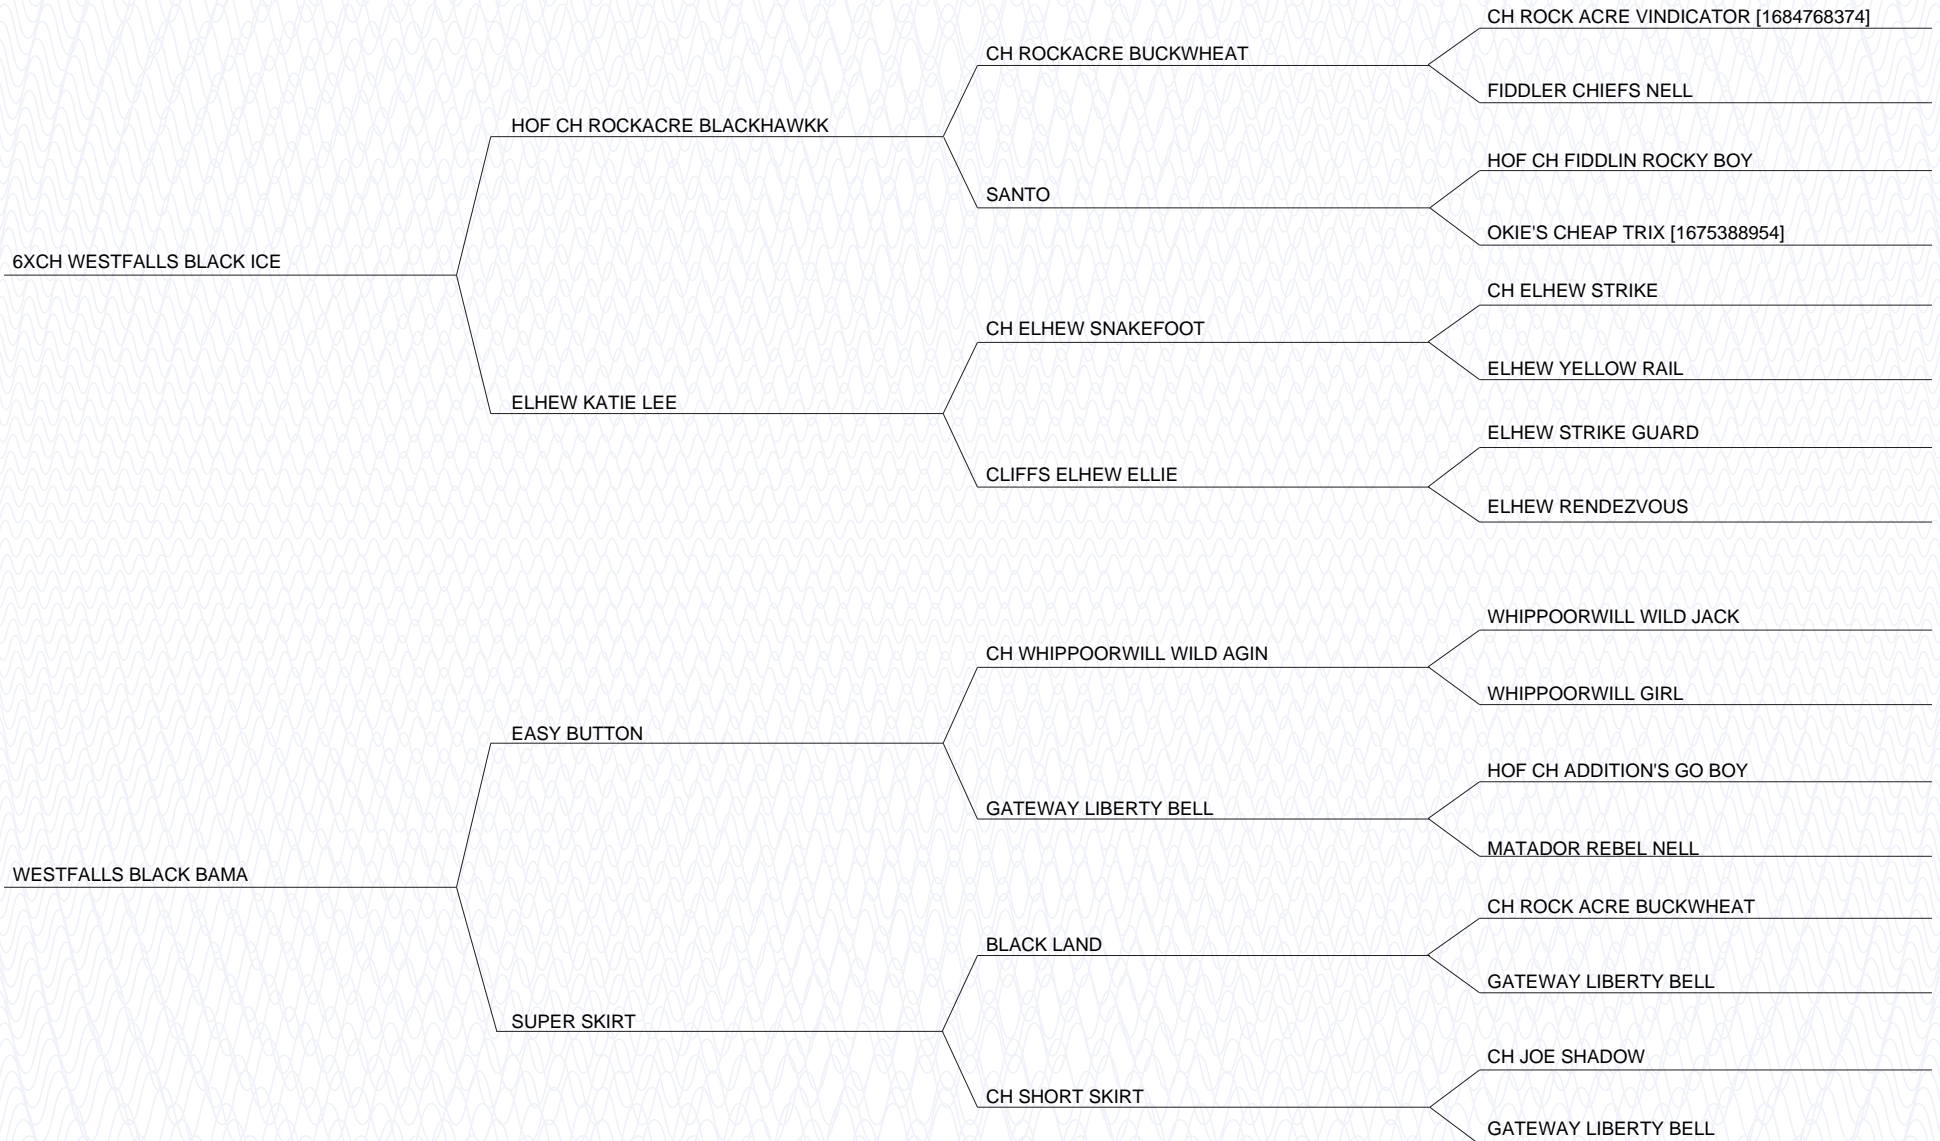 CH ROCK ACRE VINDICATOR [1684768374]
CH ROCKACRE BUCKWHEAT
FIDDLER CHIEFS NELL
HOF CH ROCKACRE BLACKHAWKK
HOF CH FIDDLIN ROCKY BOY
SANTO
OKIE'S CHEAP TRIX [1675388954]
6XCH WESTFALLS BLACK ICE
CH ELHEW STRIKE
CH ELHEW SNAKEFOOT
ELHEW YELLOW RAIL
ELHEW KATIE LEE
ELHEW STRIKE GUARD
CLIFFS ELHEW ELLIE
ELHEW RENDEZVOUS
WHIPPOORWILL WILD JACK
CH WHIPPOORWILL WILD AGIN
WHIPPOORWILL GIRL
EASY BUTTON
HOF CH ADDITION'S GO BOY
GATEWAY LIBERTY BELL
MATADOR REBEL NELL
WESTFALLS BLACK BAMA
CH ROCK ACRE BUCKWHEAT
BLACK LAND
GATEWAY LIBERTY BELL
SUPER SKIRT
CH JOE SHADOW
CH SHORT SKIRT
GATEWAY LIBERTY BELL